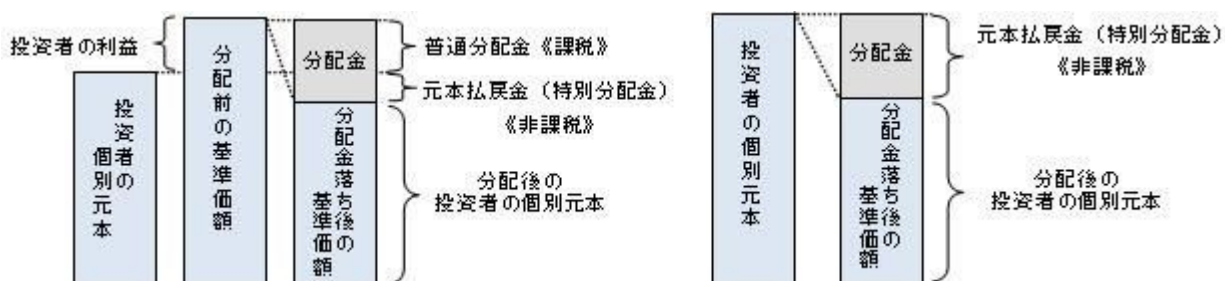 投資者の利益
投資者の
個別元本
分配前の基準価額
分配金
分配金落ち後の
基準価額
普通分配金《課税》
元本払戻金（特別分配金）
《非課税》
分配後の
投資者の個別元本
投資者の個別元本
分配金
分配金落ち後の
基準価額
元本払戻金（特別分配金）
《非課税》
分配後の
投資者の個別元本